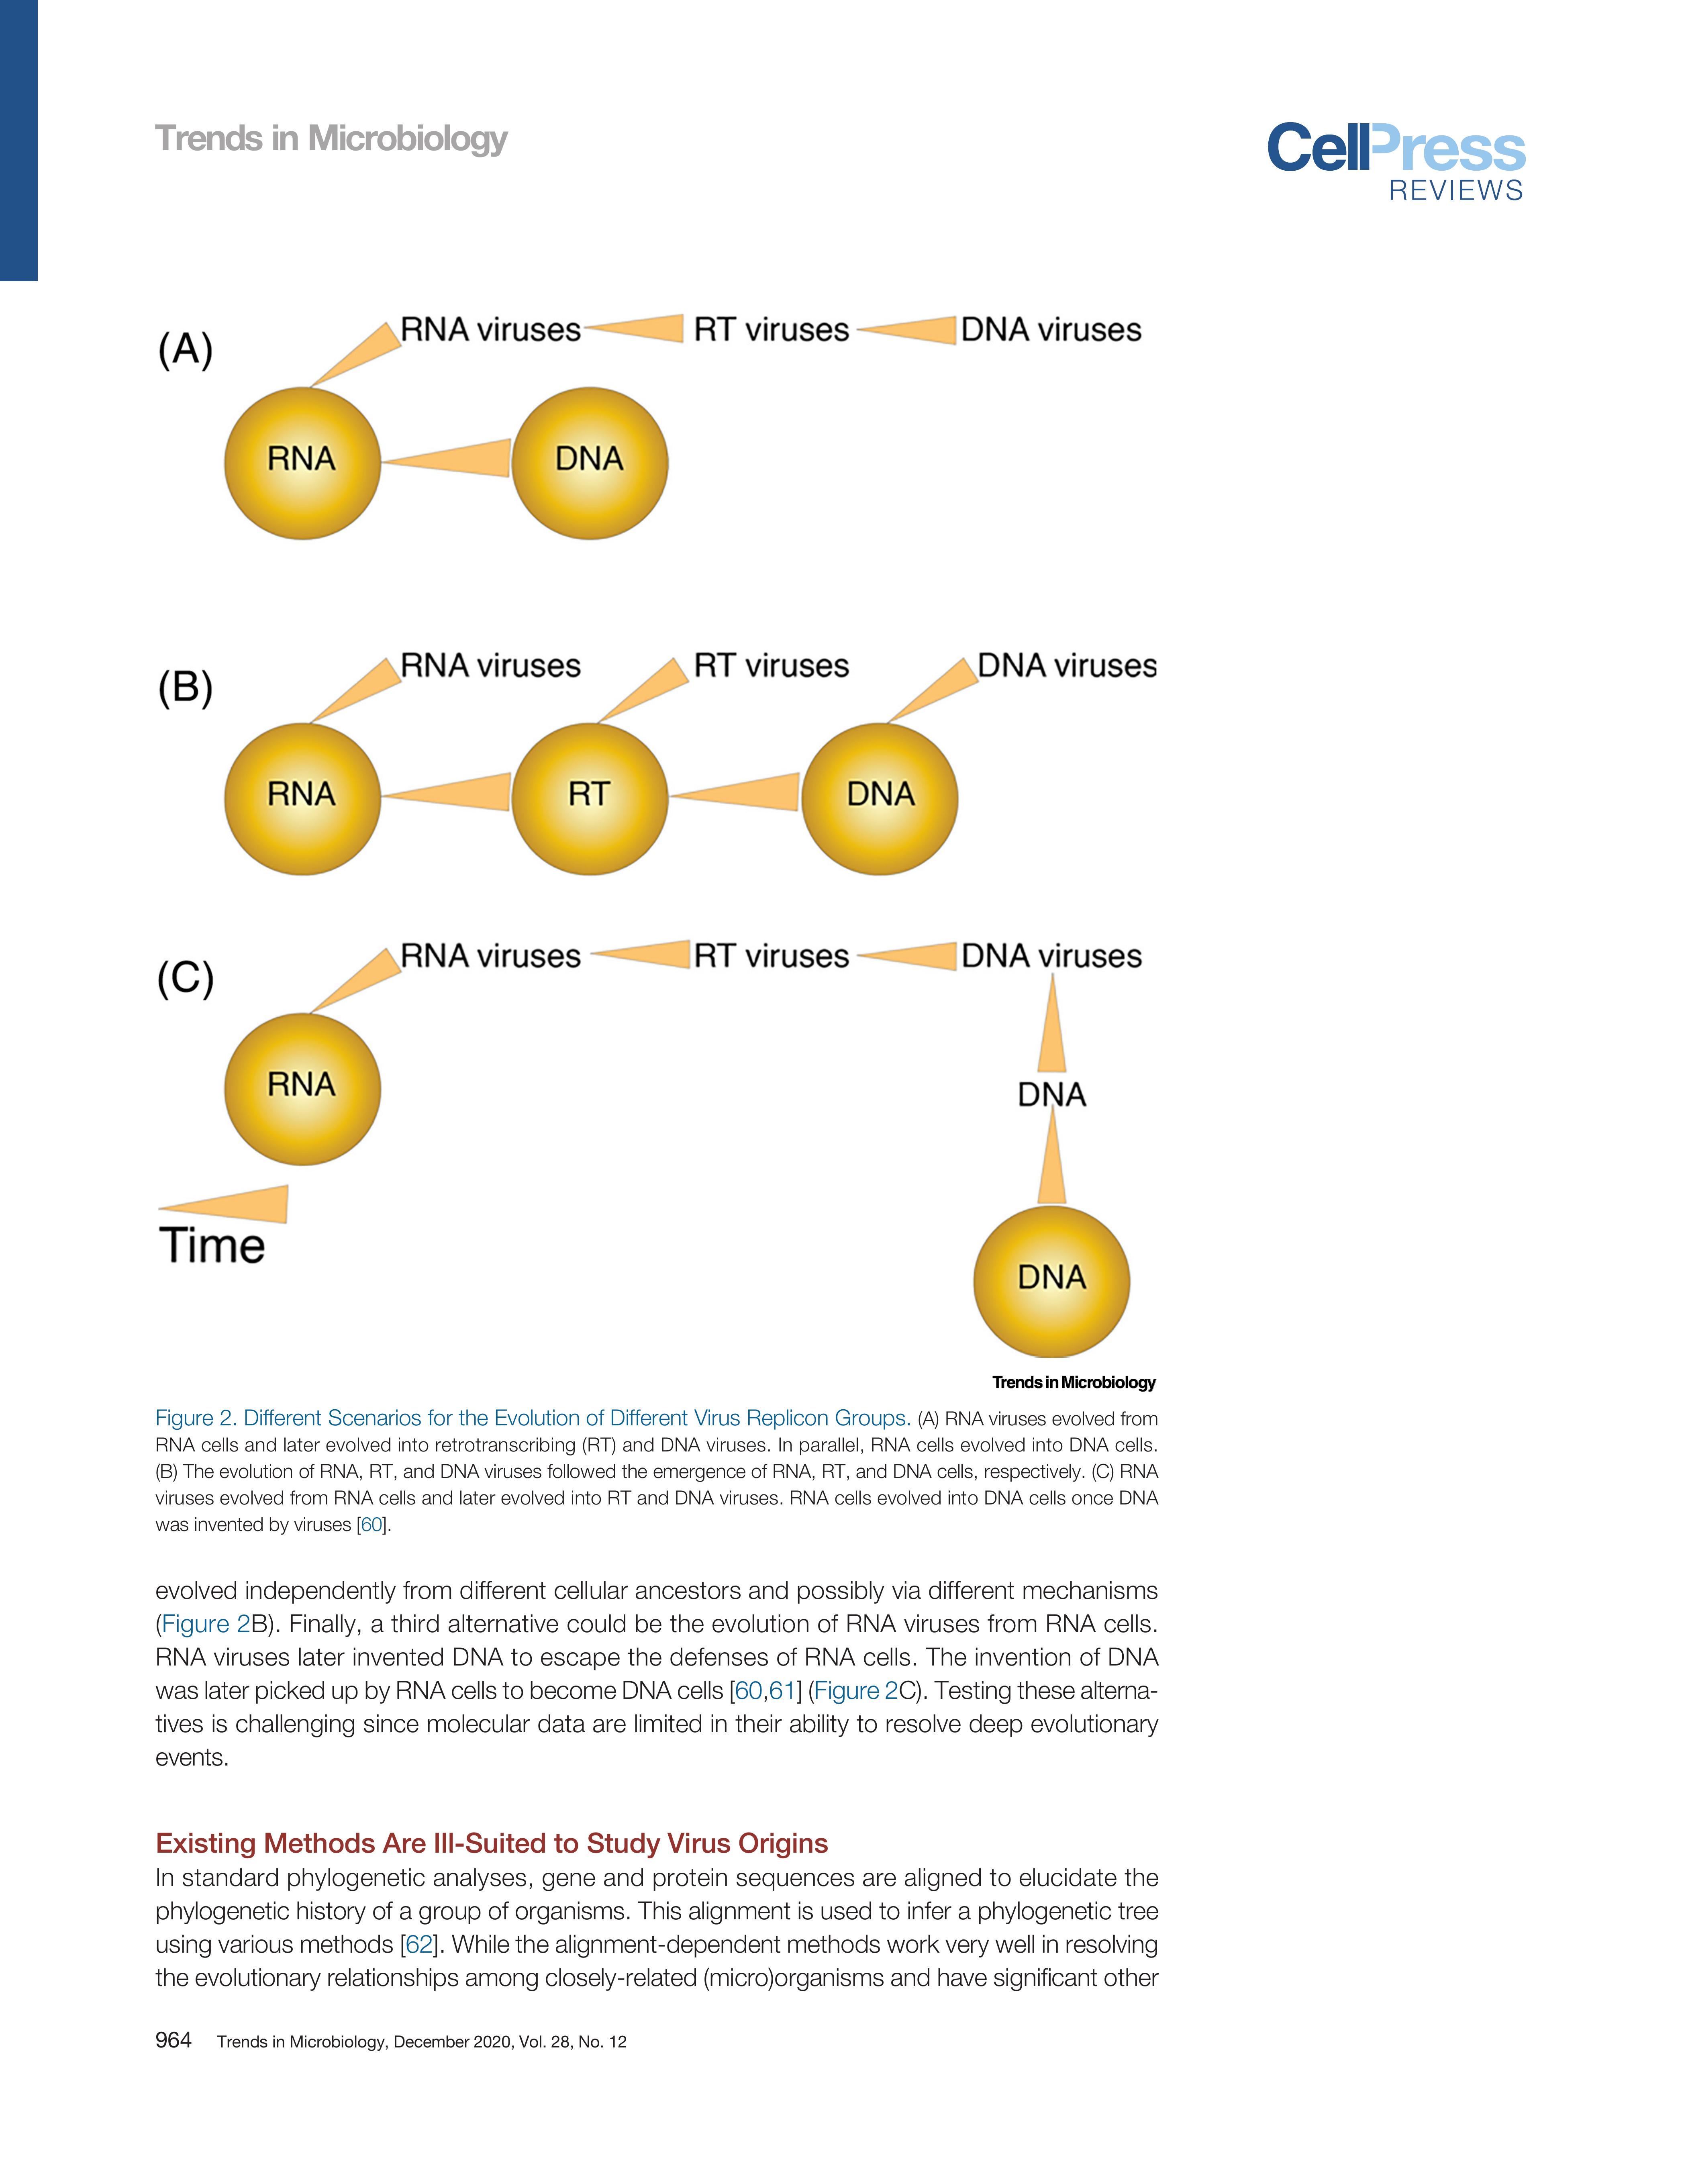 Trends in Microbiology
CellPress
REVIEWS
(A)
RNA viruses RT viruses DNA viruses
RNA DNA
(B)
RNA viruses RT viruses DNA viruses
RNA RT DNA
(C)
RNA viruses RT viruses DNA viruses
RNA
DNA
Time
DNA
Trends in Microbiology
Figure 2. Different Scenarios for the Evolution of Different Virus Replicon Groups. (A) RNA viruses evolved from
RNA cells and later evolved into retrotranscribing (RT) and DNA viruses. In parallel, RNA cells evolved into DNA cells.
(B) The evolution of RNA, RT, and DNA viruses followed the emergence of RNA, RT, and DNA cells, respectively. (C) RNA
viruses evolved from RNA cells and later evolved into RT and DNA viruses. RNA cells evolved into DNA cells once DNA
was invented by viruses [60].
evolved independently from different cellular ancestors and possibly via different mechanisms
(Figure 2B). Finally, a third alternative could be the evolution of RNA viruses from RNA cells.
RNA viruses later invented DNA to escape the defenses of RNA cells. The invention of DNA
was later picked up by RNA cells to become DNA cells [60,61] (Figure 2C). Testing these alterna-
tives is challenging since molecular data are limited in their ability to resolve deep evolutionary
events.
Existing Methods Are Ill-Suited to Study Virus Origins
In standard phylogenetic analyses, gene and protein sequences are aligned to elucidate the
phylogenetic history of a group of organisms. This alignment is used to infer a phylogenetic tree
using various methods [62]. While the alignment-dependent methods work very well in resolving
the evolutionary relationships among closely-related (micro)organisms and have significant other
964 Trends in Microbiology, December 2020, Vol. 28, No. 12